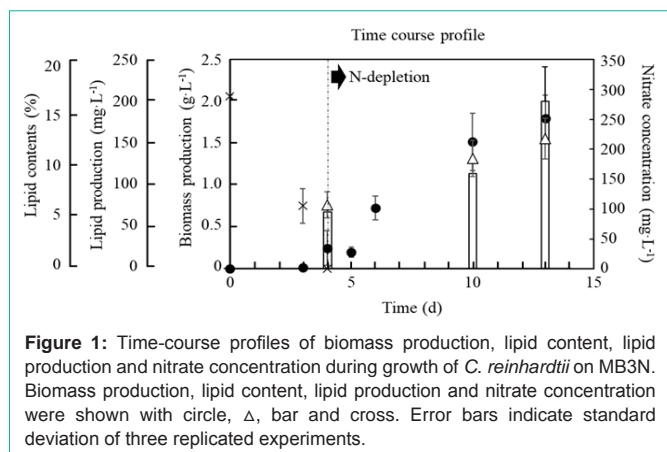 Time course profile
N-depletion
Lipid contents (%)
20
15
10
5
0
Lipid production (mg·L-1)
250
200
150
100
50
0
Biomass production (g·L-1)
2.5
2.0
1.5
1.0
0.5
0
Nitrate concentration (mg·L-1)
350
300
250
200
150
100
50
0
0
5
10
15
Time (d)
Figure 1: Time-course profiles of biomass production, lipid content, lipid
production and nitrate concentration during growth of C. reinhardtii on MB3N.
Biomass production, lipid content, lipid production and nitrate concentration
were shown with circle, △, bar and cross. Error bars indicate standard
deviation of three replicated experiments.